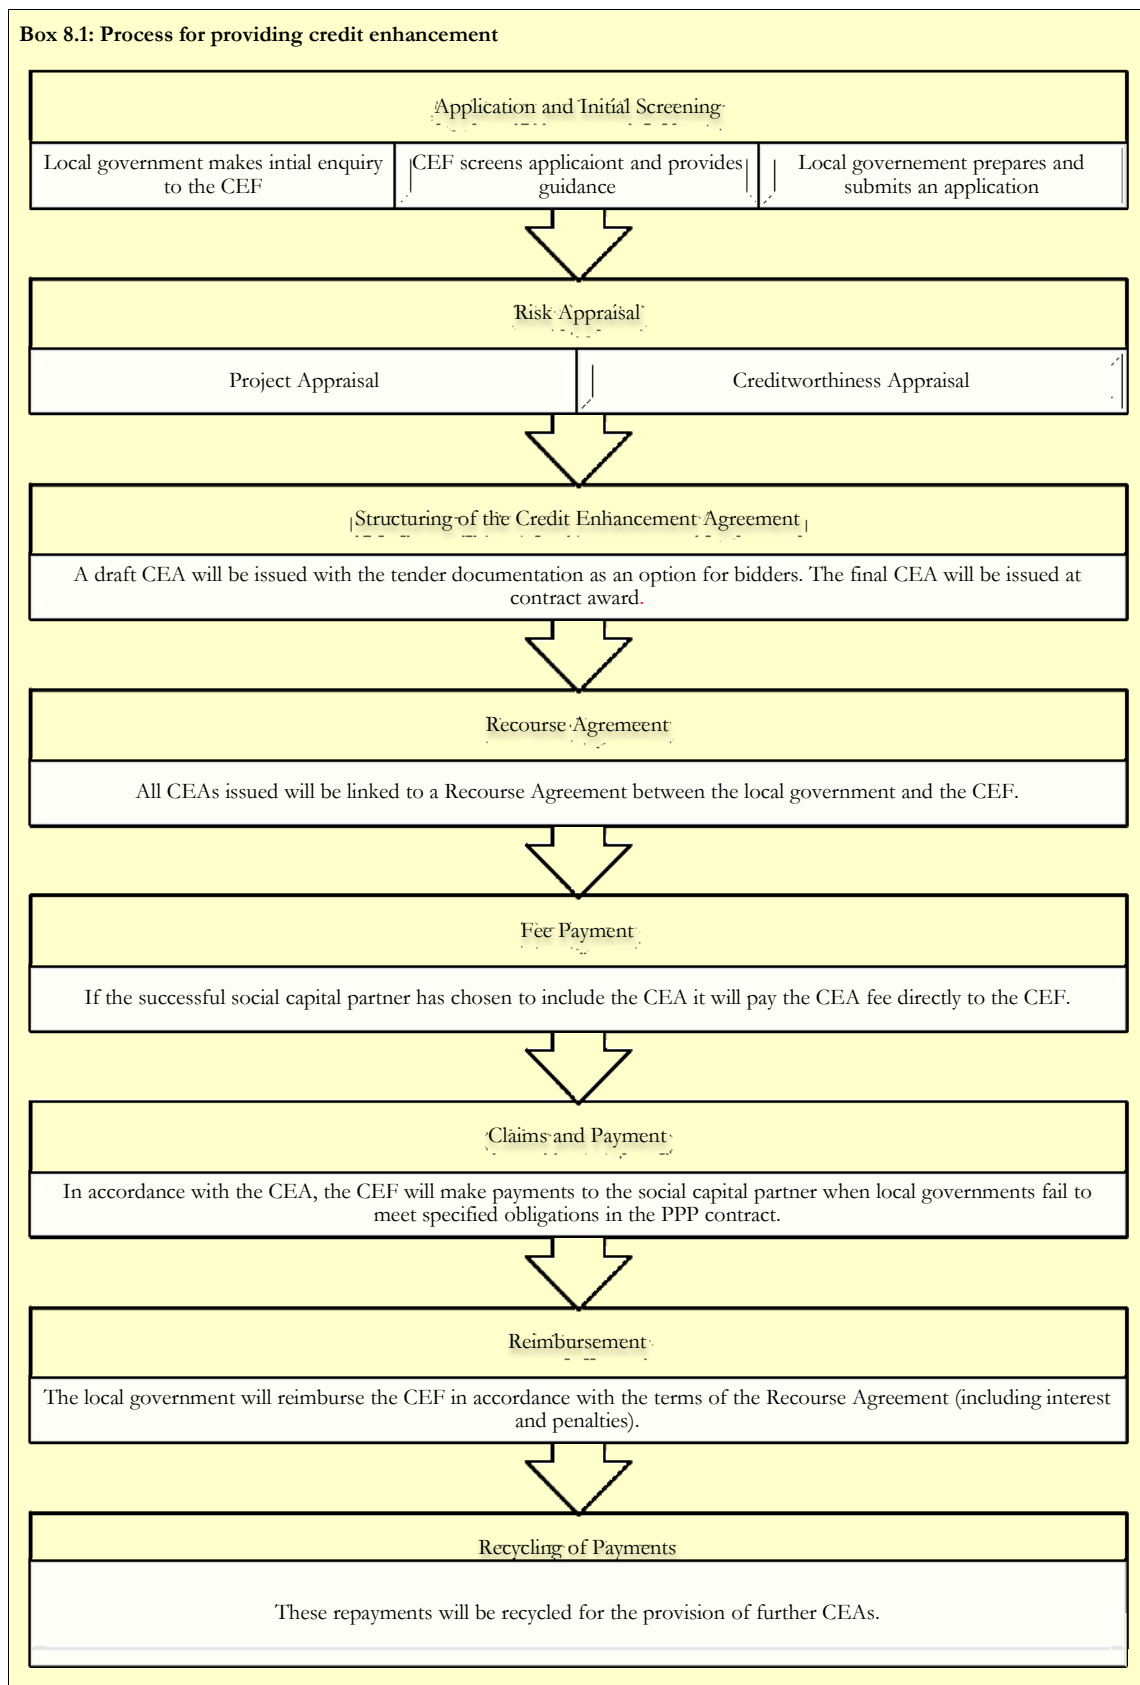 Box 8.1: Process for providing credit enhancement
Application and Initial Screening
Local government makes intial enquiry
to the CEF
CEF screens applicaiont and provides
guidance
Local governement prepares and
submits an application
Risk Appraisal
Project Appraisal
Creditworthiness Appraisal
Structuring of the Credit Enhancement Agreement
A draft CEA will be issued with the tender documentation as an option for bidders. The final CEA will be issued at
contract award.
Recourse Agreement
All CEAs issued will be linked to a Recourse Agreement between the local government and the CEF.
Fee Payment
If the successful social capital partner has chosen to include the CEA it will pay the CEA fee directly to the CEF.
Claims and Payment
In accordance with the CEA, the CEF will make payments to the social capital partner when local governments fail to
meet specified obligations in the PPP contract.
Reimbursement
The local government will reimburse the CEF in accordance with the terms of the Recourse Agreement (including interest
and penalties).
Recycling of Payments
These repayments will be recycled for the provision of further CEAs.